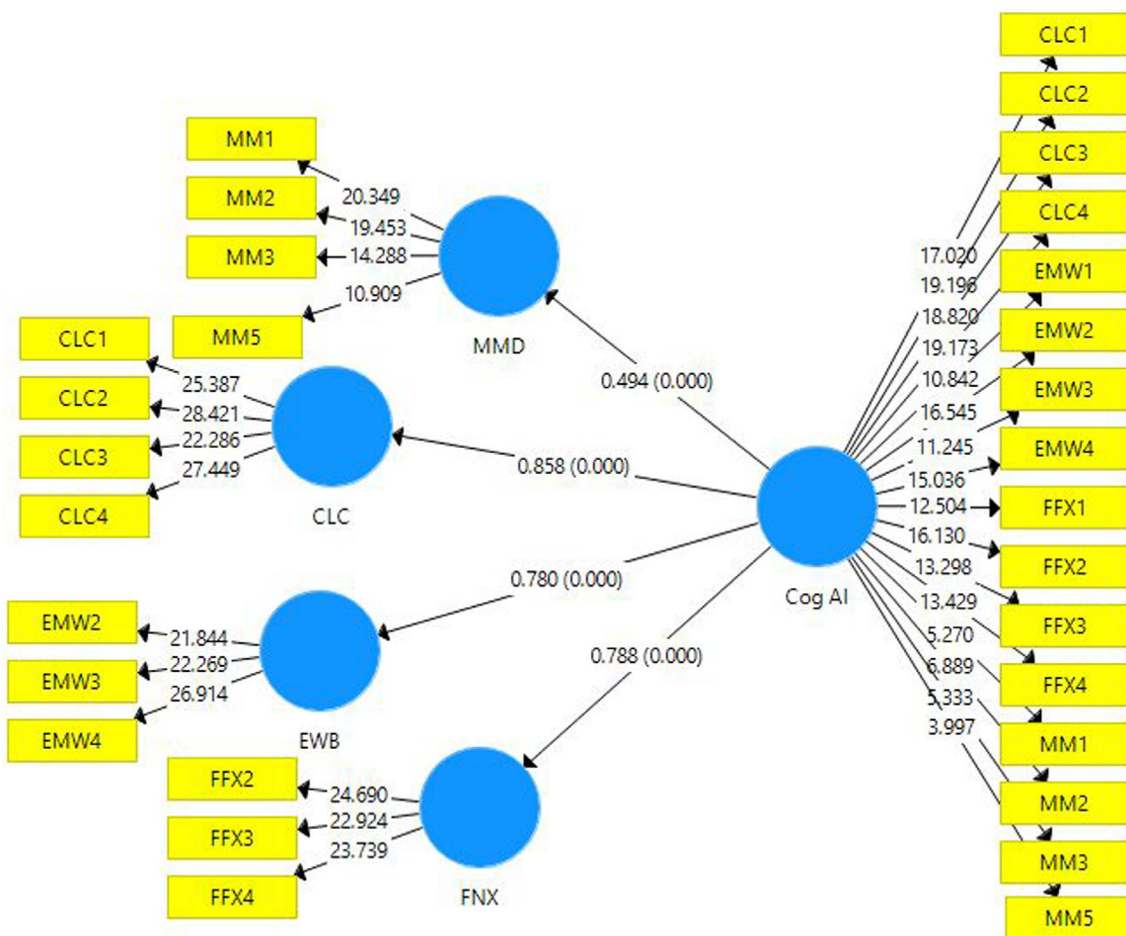 MM1
MM2
MM3
MM5
20.349
19.453
14.288
10.909
MMD
CLC1
CLC2
CLC3
CLC4
25.387
28.421
22.286
27.449
CLC
EMW2
EMW3
EMW4
21.844
22.269
26.914
EWB
FFX2
FFX3
FFX4
24.690
22.924
23.739
FNX
0.494 (0.000)
0.858 (0.000)
0.780 (0.000)
0.788 (0.000)
Cog AI
17.020
19.196
18.820
19.173
10.842
16.545
11.245
15.036
12.504
16.130
13.298
13.429
5.270
6.889
5.333
3.997
CLC1
CLC2
CLC3
CLC4
EMW1
EMW2
EMW3
EMW4
FFX1
FFX2
FFX3
FFX4
MM1
MM2
MM3
MM5